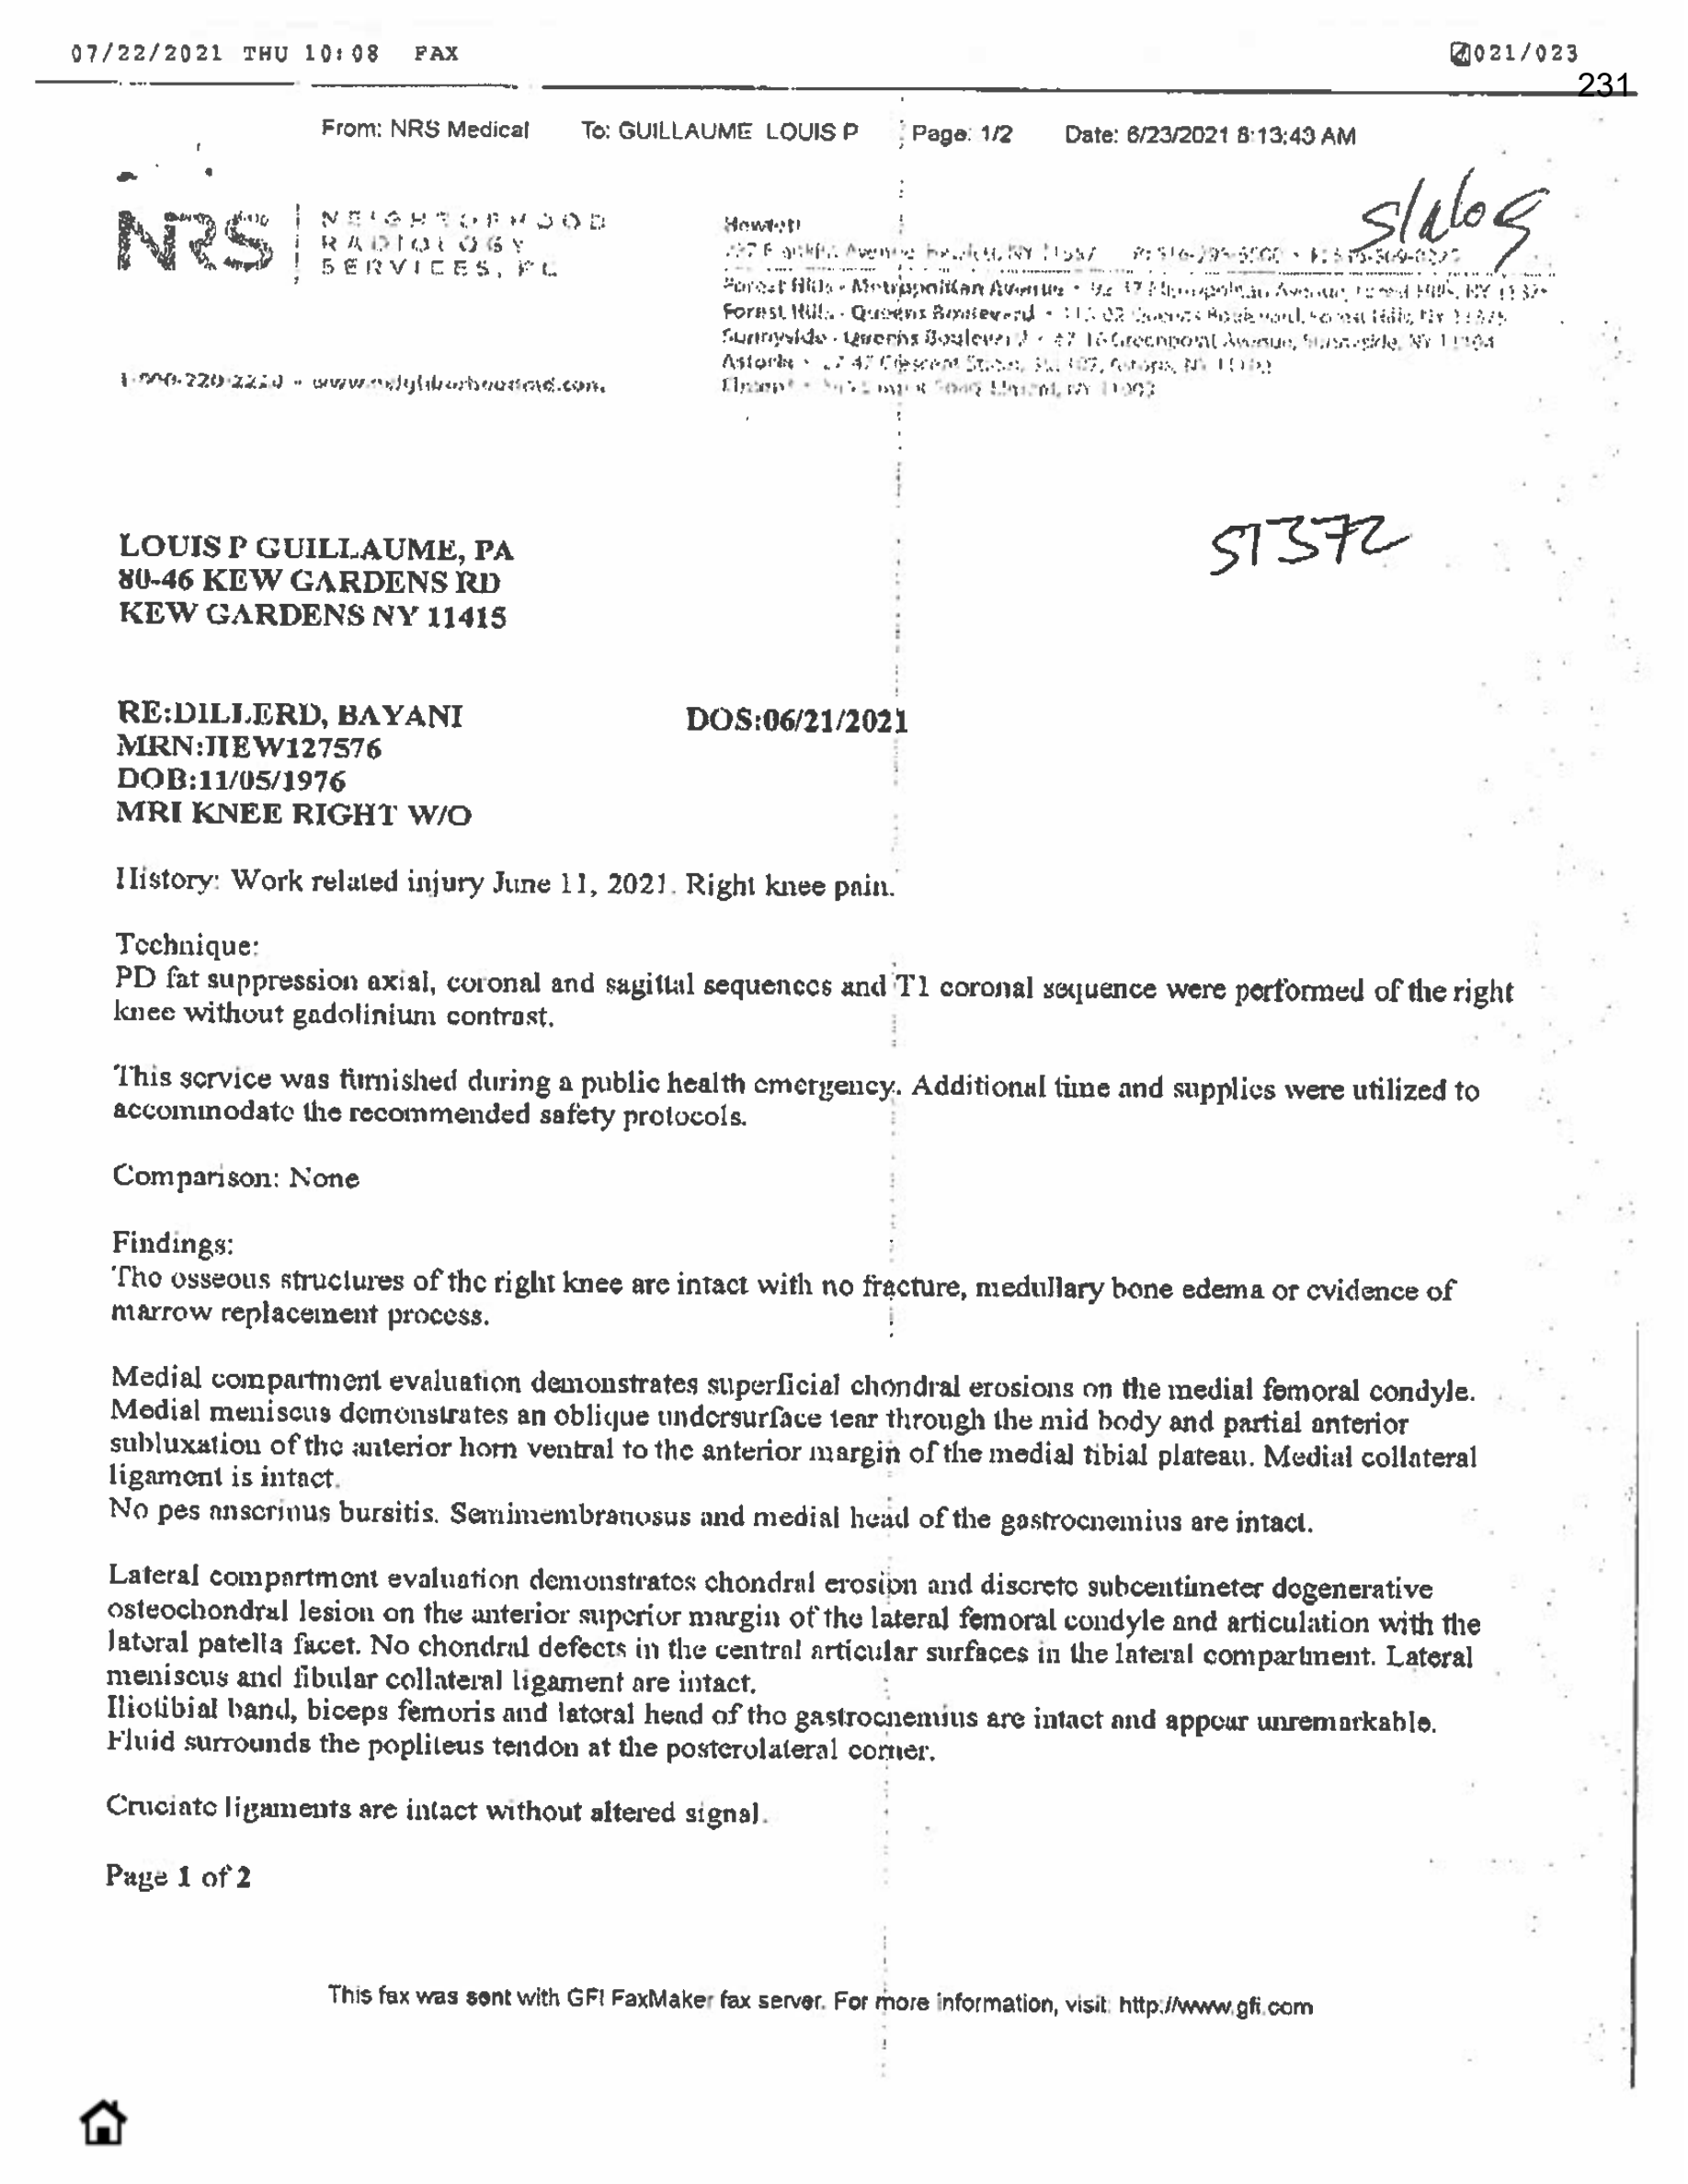 07/22/2021 THU 10:08 FAX
021/023
231
From: NRS Medical To: GUILLAUME LOUIS P Page: 1/2 Date: 6/23/2021 8:13:43 AM
NRS
NEIGHBORHOOD
RADIOLOGY
SERVICES, PC
Hewlett
Forest Hills - Metropolitan Avenue
Forest Hills - Queens Boulevard
Sunnyside - Queens Boulevard
Astoria
ST372
LOUIS P GUILLAUME, PA
80-46 KEW GARDENS RD
KEW GARDENS NY 11415
RE:DILLERD, BAYANI DOS:06/21/2021
MRN:HEW127576
DOB:11/05/1976
MRI KNEE RIGHT W/O
History: Work related injury June 11, 2021. Right knee pain.
Technique:
PD fat suppression axial, coronal and sagittal sequences and T1 coronal sequence were performed of the right
knee without gadolinium contrast.
This service was furnished during a public health emergency. Additional time and supplies were utilized to
accommodate the recommended safety protocols.
Comparison: None
Findings:
The osseous structures of the right knee are intact with no fracture, medullary bone edema or evidence of
marrow replacement process.
Medial compartment evaluation demonstrates superficial chondral erosions on the medial femoral condyle.
Medial meniscus demonstrates an oblique undersurface tear through the mid body and partial anterior
subluxation of the anterior horn ventral to the anterior margin of the medial tibial plateau. Medial collateral
ligament is intact.
No pes anserinus bursitis. Semimembranosus and medial head of the gastrocnemius are intact.
Lateral compartment evaluation demonstrates chondral erosion and discrete subcentimeter degenerative
osteochondral lesion on the anterior superior margin of the lateral femoral condyle and articulation with the
lateral patella facet. No chondral defects in the central articular surfaces in the lateral compartment. Lateral
meniscus and fibular collateral ligament are intact.
Iliotibial band, biceps femoris and lateral head of the gastrocnemius are intact and appear unremarkable.
Fluid surrounds the popliteus tendon at the posterolateral corner.
Cruciate ligaments are intact without altered signal.
Page 1 of 2
This fax was sent with GFI FaxMaker fax server. For more information, visit: http://www.gfi.com